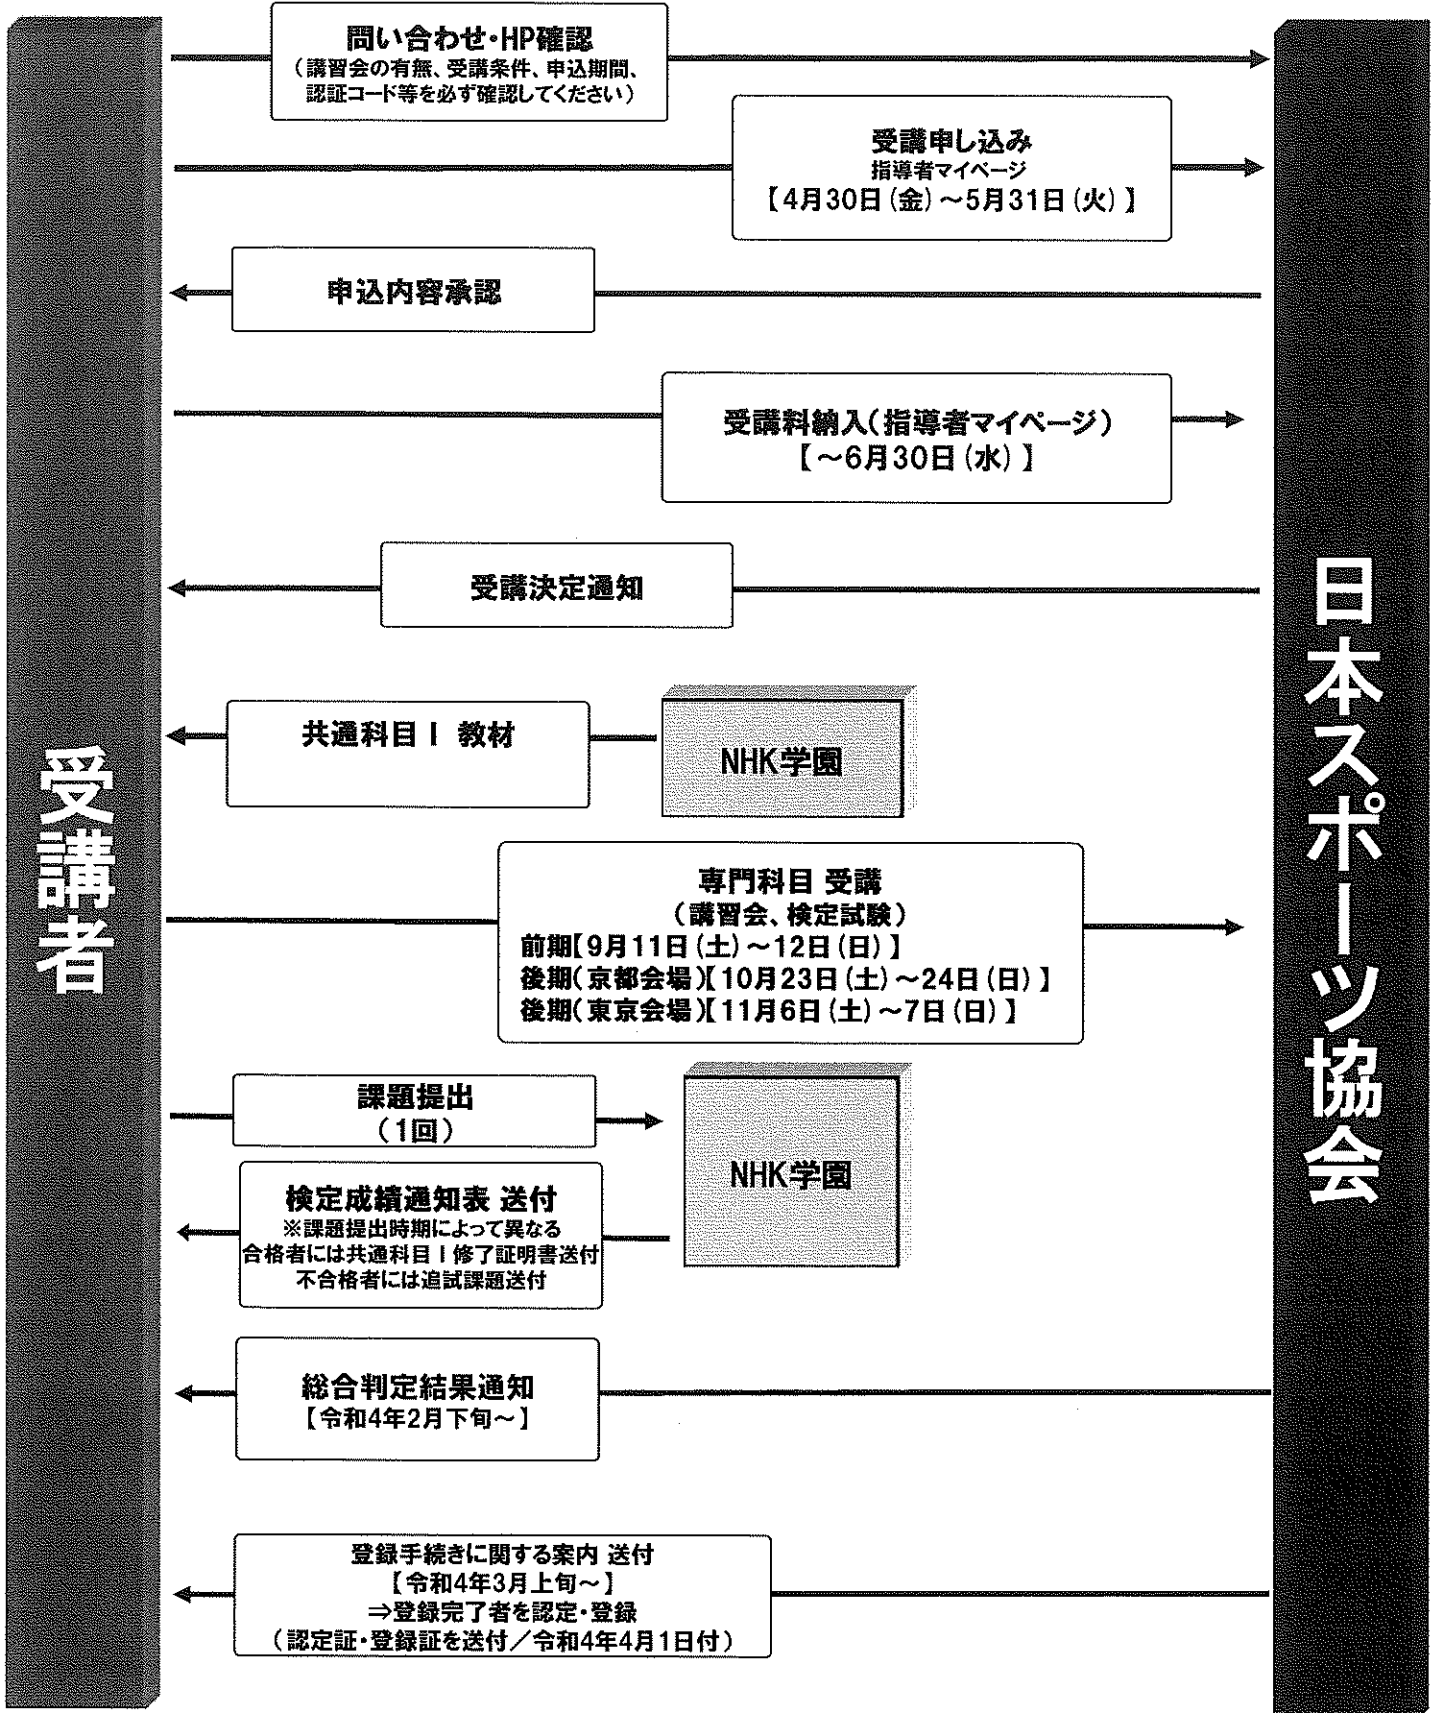 問い合わせ・HP確認
（講習会の有無、受講条件、申込期間、
認証コード等を必ず確認してください）
受講申し込み
指導者マイページ
【4月30日(金)～5月31日(火)】
申込内容承認
受講料納入(指導者マイページ)
【～6月30日(水)】
受講決定通知
共通科目Ⅰ 教材
NHK学園
専門科目 受講
（講習会、検定試験）
前期【9月11日(土)～12日(日)】
後期(京都会場)【10月23日(土)～24日(日)】
後期(東京会場)【11月6日(土)～7日(日)】
課題提出
（1回）
NHK学園
検定成績通知表 送付
※課題提出時期によって異なる
合格者には共通科目Ⅰ修了証明書送付
不合格者には追試課題送付
総合判定結果通知
【令和4年2月下旬～】
登録手続きに関する案内 送付
【令和4年3月上旬～】
⇒登録完了者を認定・登録
（認定証・登録証を送付／令和4年4月1日付）
受講者
日本スポーツ協会